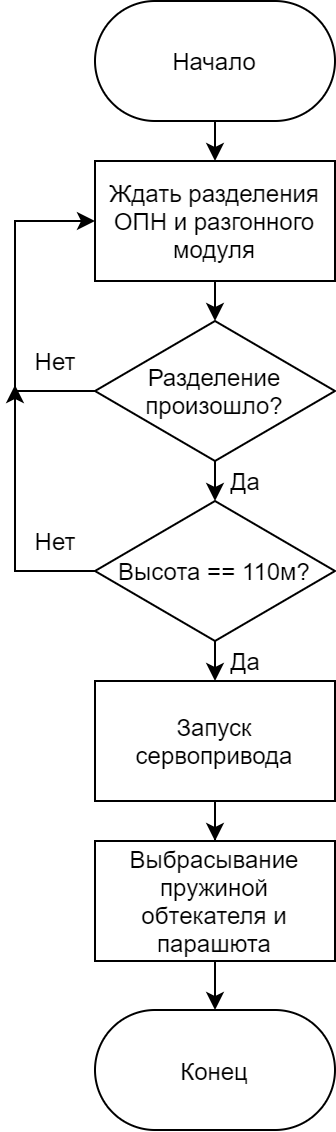 Начало
Ждать разделения
ОПН и разгонного
модуля
Нет
Разделение
произошло?
Да
Нет
Высота == 110м?
Да
Запуск
сервопривода
Выбрасывание
пружиной
обтекателя и
парашюта
Конец